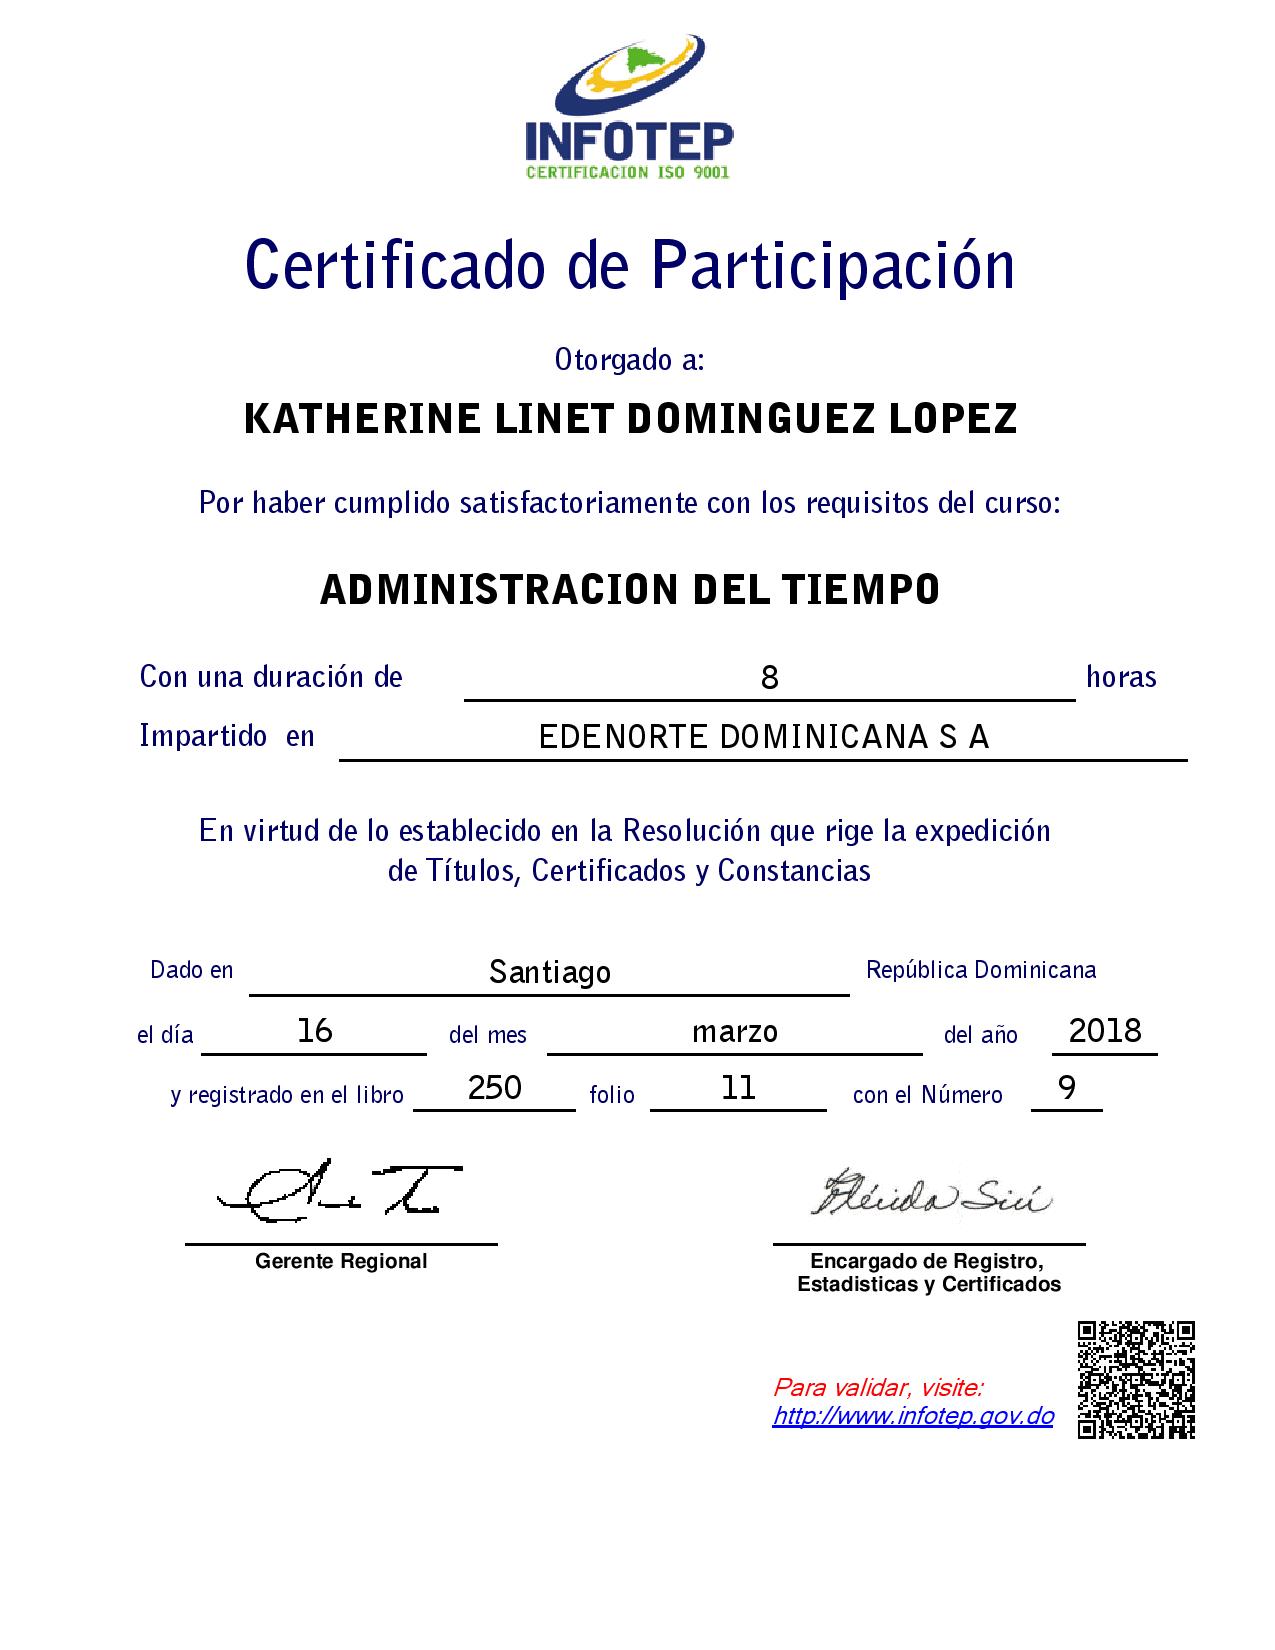 INFOTEP
CERTIFICACION ISO 9001
Certificado de Participación
Otorgado a:
KATHERINE LINET DOMINGUEZ LOPEZ
Por haber cumplido satisfactoriamente con los requisitos del curso:
ADMINISTRACION DEL TIEMPO
Con una duración de 8 horas
Impartido en EDENORTE DOMINICANA S A
En virtud de lo establecido en la Resolución que rige la expedición
de Títulos, Certificados y Constancias
Dado en Santiago República Dominicana
el día 16 del mes marzo del año 2018
y registrado en el libro 250 folio 11 con el Número 9
Flérida Sirí
Gerente Regional
Encargado de Registro,
Estadisticas y Certificados
Para validar, visite:
http://www.infotep.gov.do